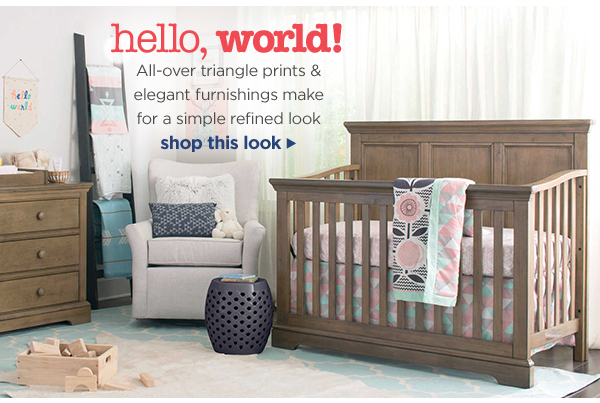 hello, world!
All-over triangle prints &
elegant furnishings make
for a simple refined look
shop this look ▸
hello
world